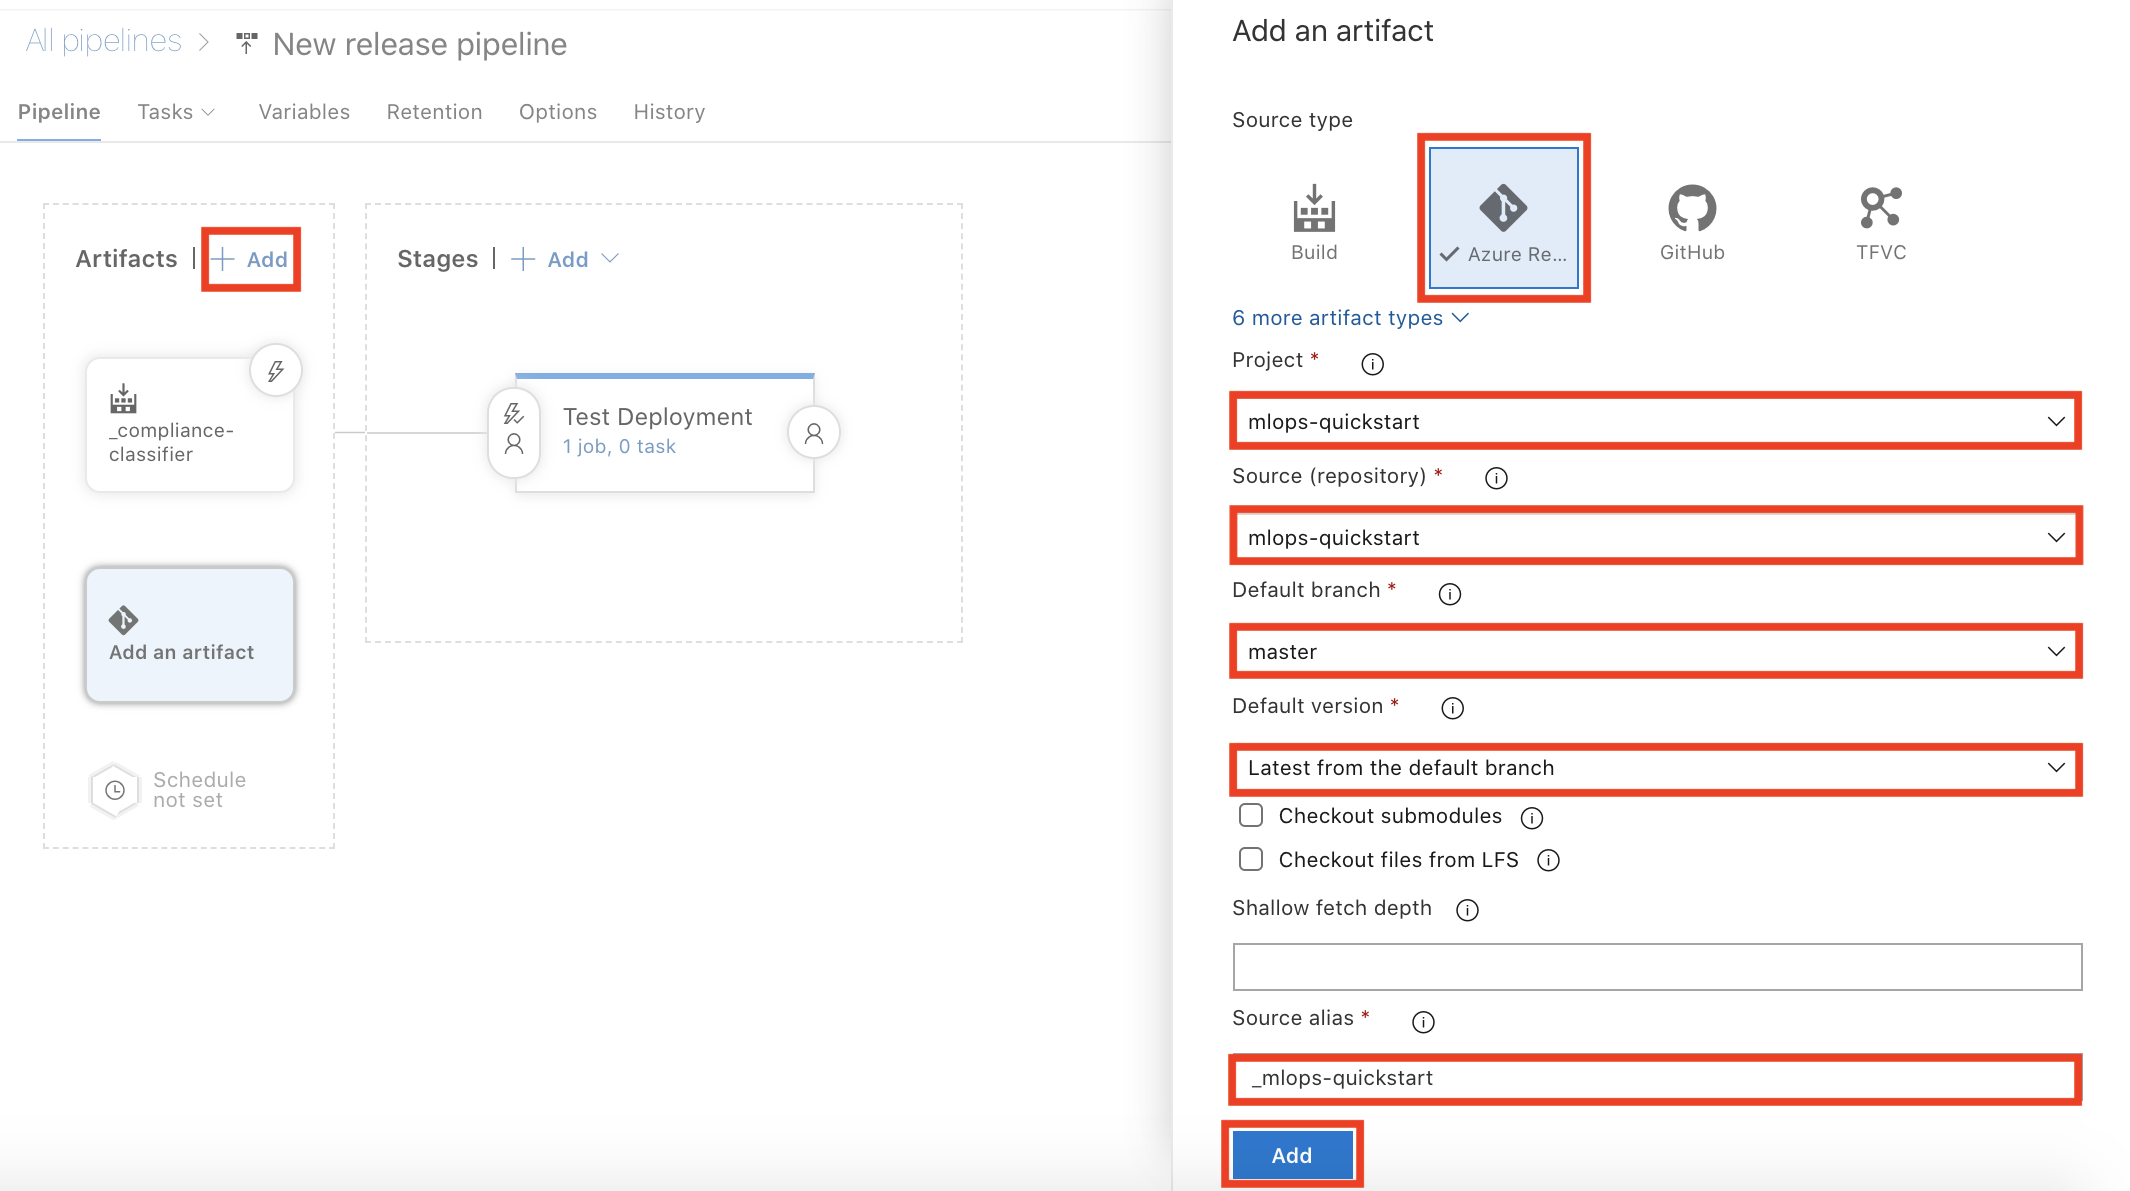 All pipelines
New release pipeline
Pipeline
Tasks
Variables
Retention
Options
History
Artifacts
Add
Stages
Add
_compliance-
classifier
Test Deployment
1 job, 0 task
Add an artifact
Schedule
not set
Add an artifact
Source type
Build
Azure Re...
GitHub
TFVC
6 more artifact types
Project *
mlops-quickstart
Source (repository) *
mlops-quickstart
Default branch *
master
Default version *
Latest from the default branch
Checkout submodules
Checkout files from LFS
Shallow fetch depth
Source alias *
_mlops-quickstart
Add